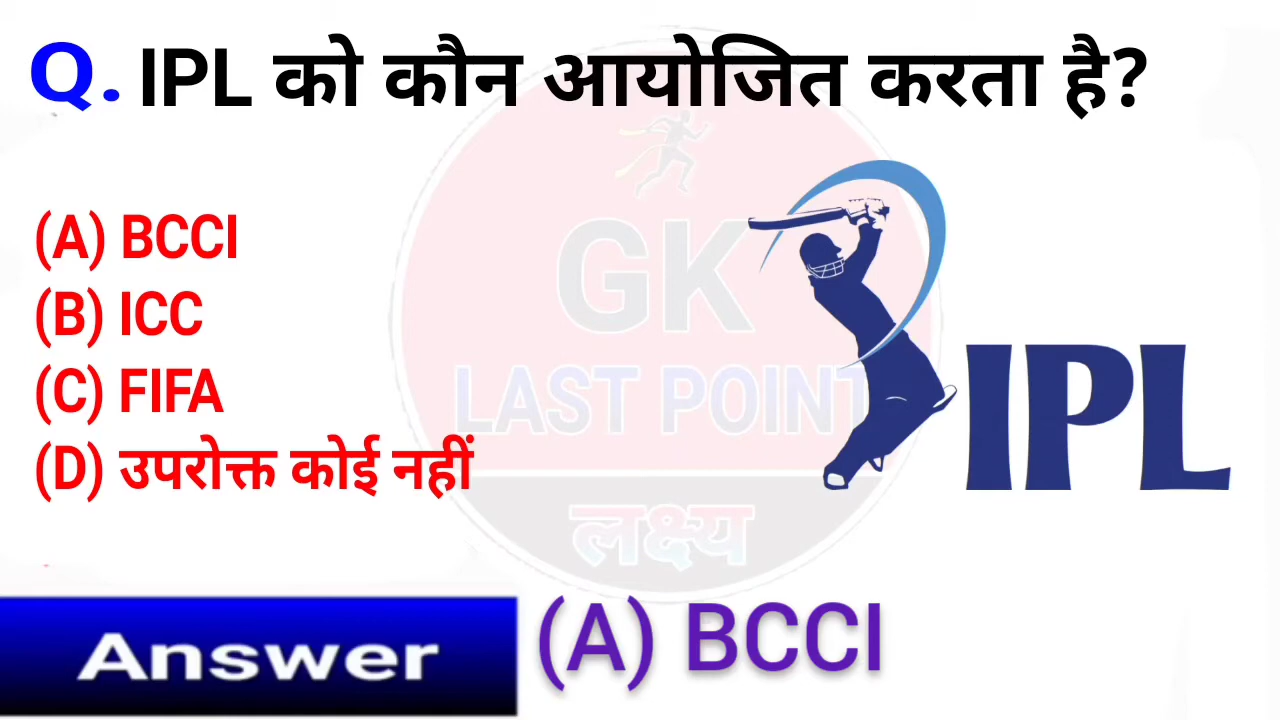 Q. IPL को कौन आयोजित करता है?
(A) BCCI
(B) ICC
(C) FIFA
(D) उपरोक्त कोई नहीं
GK
LAST POINT
लक्ष्य
IPL
Answer (A) BCCI